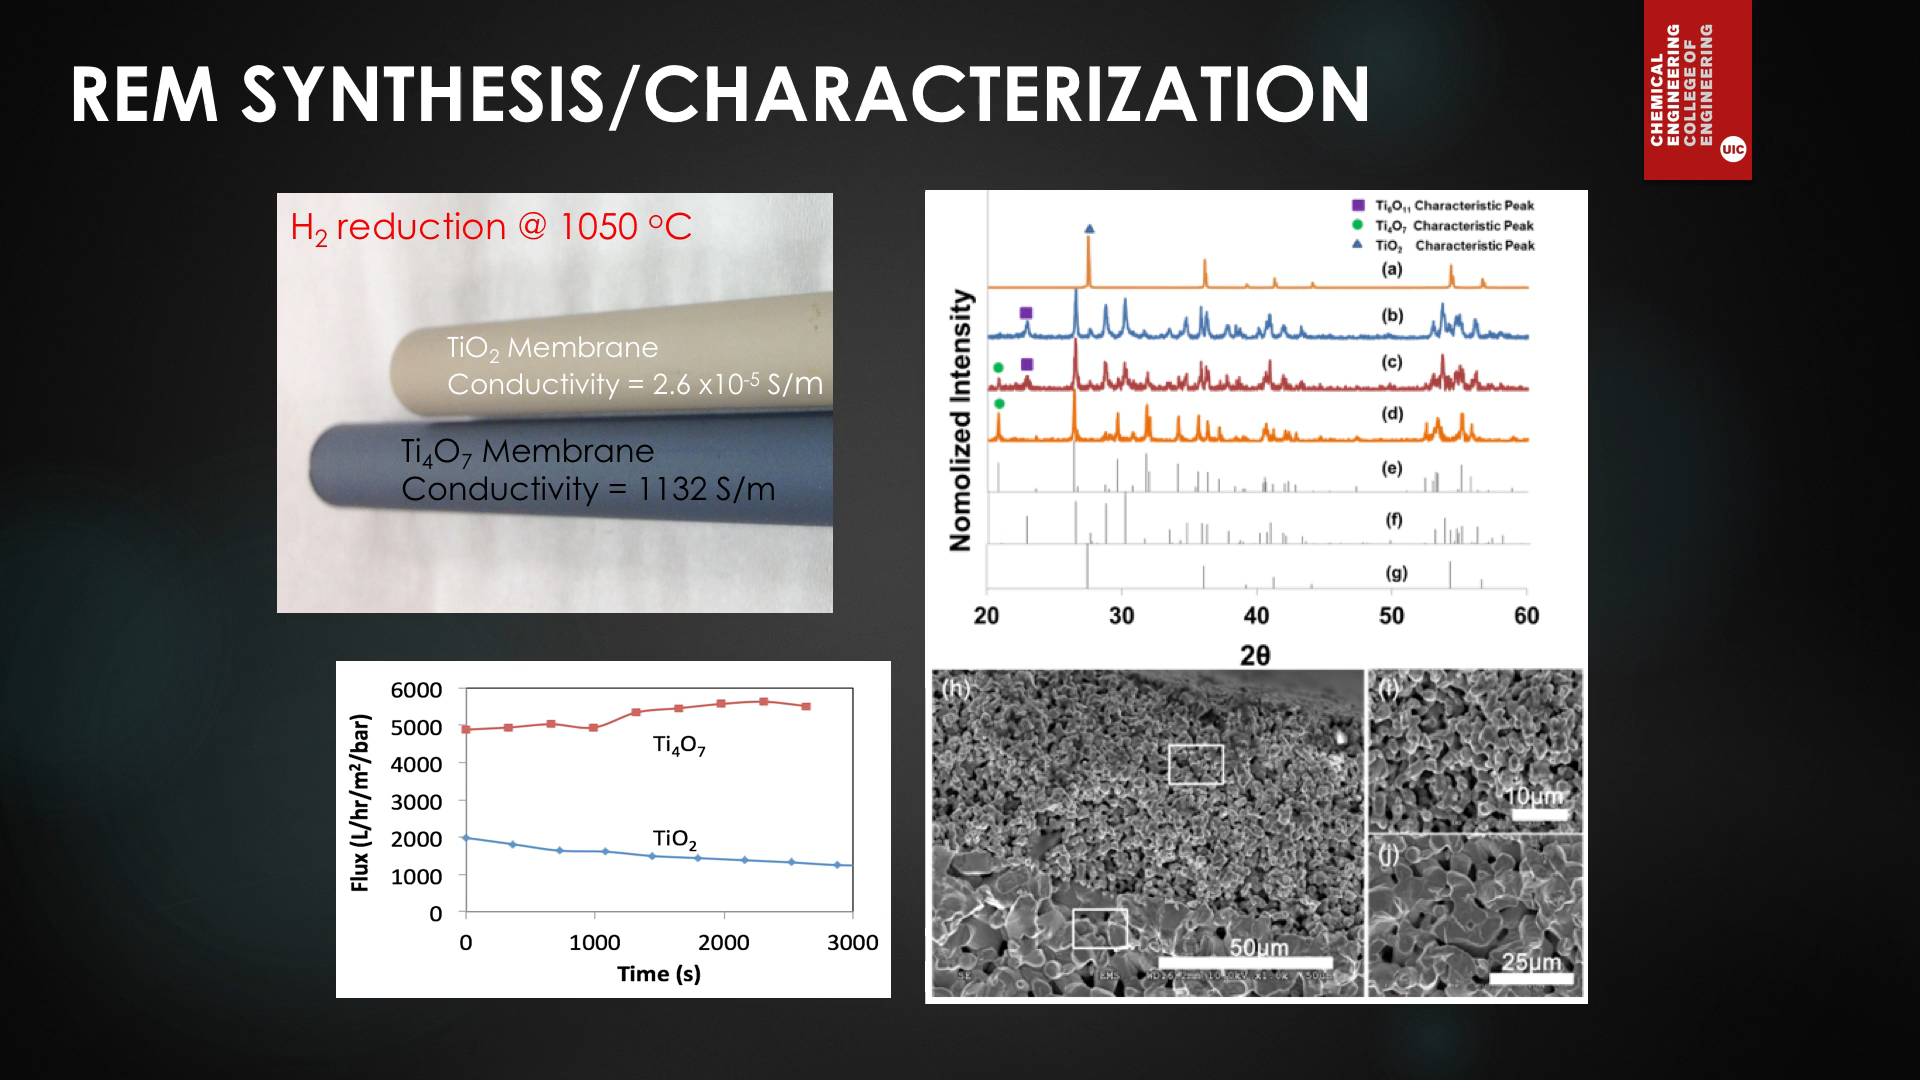 REM SYNTHESIS/CHARACTERIZATION
CHEMICAL
ENGINEERING
COLLEGE OF
ENGINEERING
UIC
H₂ reduction @ 1050 °C
TiO₂ Membrane
Conductivity = 2.6 x10⁻⁵ S/m
Ti₄O₇ Membrane
Conductivity = 1132 S/m
Flux (L/hr/m²/bar)
6000
5000
4000
3000
2000
1000
0
Ti₄O₇
TiO₂
0 1000 2000 3000
Time (s)
Nomolized Intensity
Ti₆O₁₁ Characteristic Peak
Ti₄O₇ Characteristic Peak
TiO₂ Characteristic Peak
(a)
(b)
(c)
(d)
(e)
(f)
(g)
20 30 40 50 60
2θ
(h)
50µm
SE
(i)
10µm
(j)
25µm